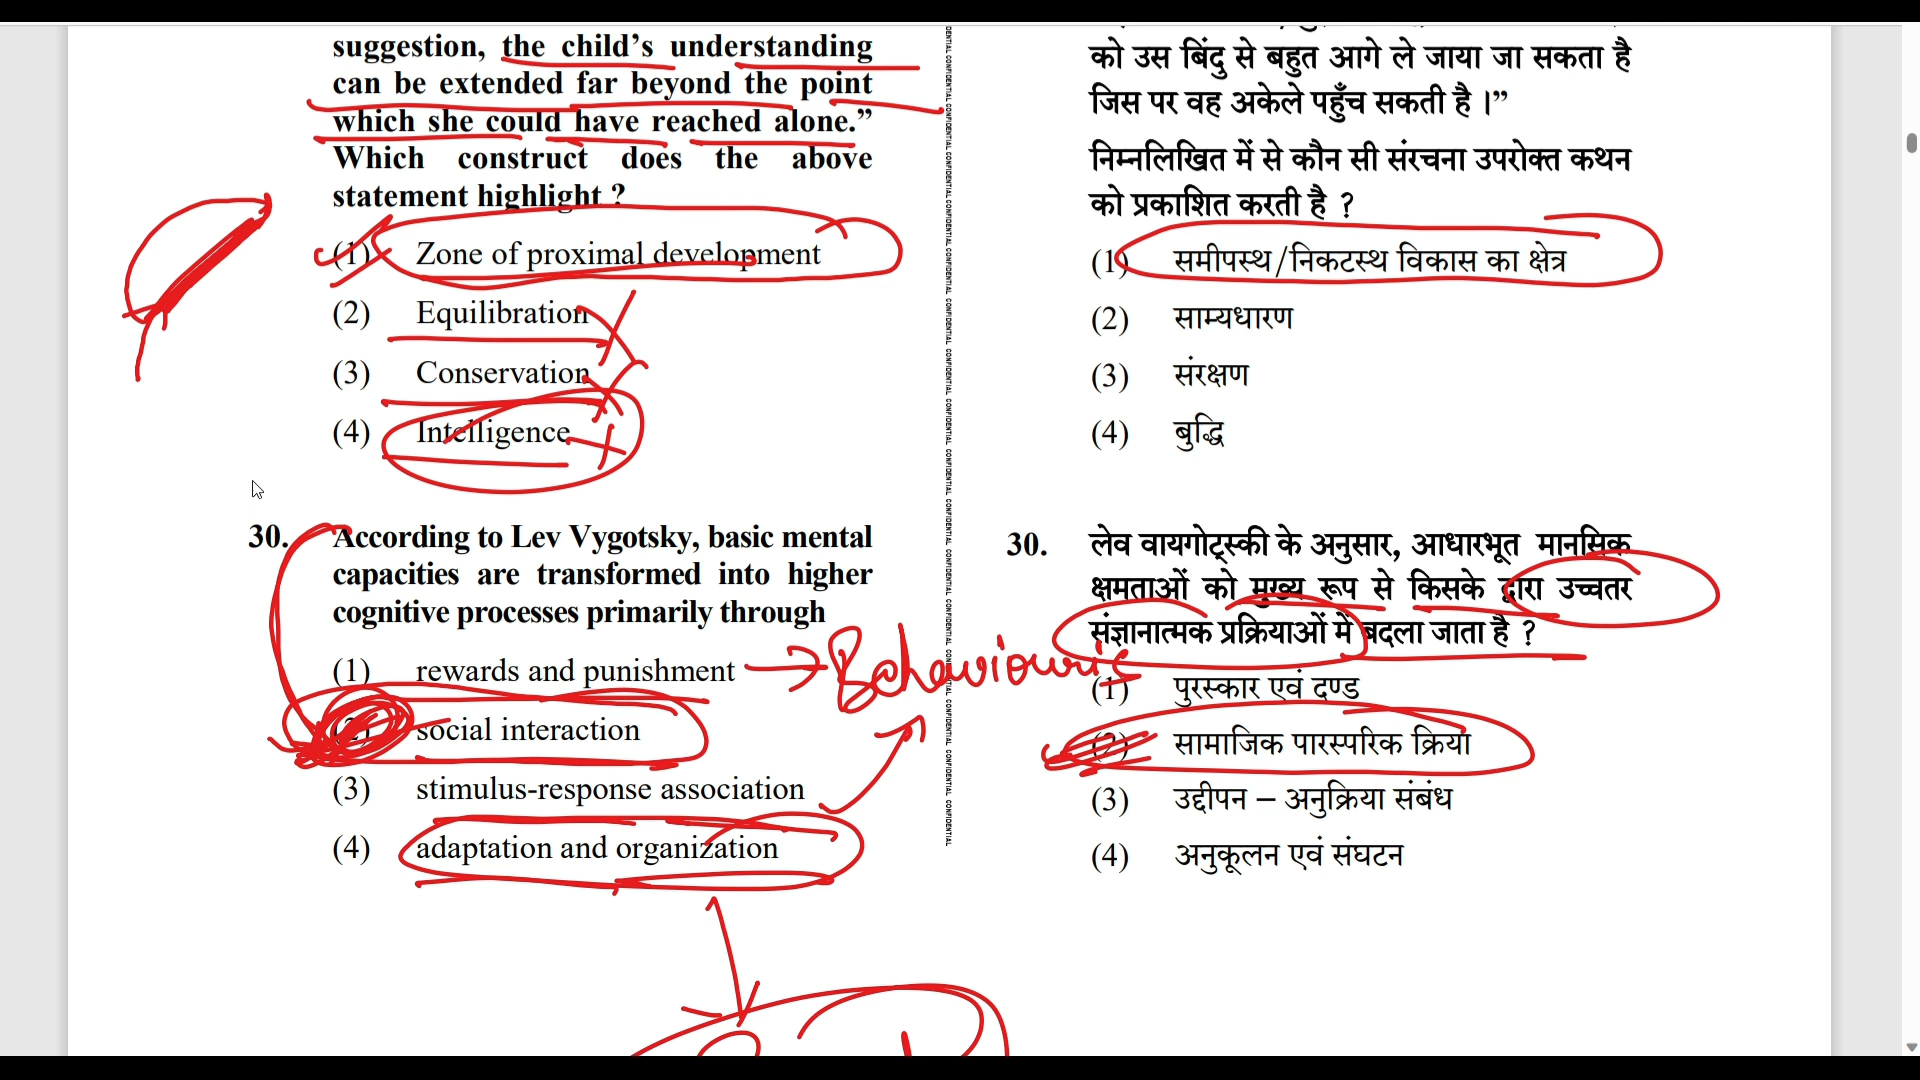 suggestion, the child's understanding
can be extended far beyond the point
which she could have reached alone.”
Which construct does the above
statement highlight ?
(1) Zone of proximal development
(2) Equilibration
(3) Conservation
(4) Intelligence
30. According to Lev Vygotsky, basic mental
capacities are transformed into higher
cognitive processes primarily through
(1) rewards and punishment
Behaviouris
(2) social interaction
(3) stimulus-response association
(4) adaptation and organization
CONFIDENTIAL CONFIDENTIAL CONFIDENTIAL CONFIDENTIAL CONFIDENTIAL
को उस बिंदु से बहुत आगे ले जाया जा सकता है
जिस पर वह अकेले पहुँच सकती है ।”
निम्नलिखित में से कौन सी संरचना उपरोक्त कथन
को प्रकाशित करती है ?
(1) समीपस्थ/निकटस्थ विकास का क्षेत्र
(2) साम्यधारण
(3) संरक्षण
(4) बुद्धि
30. लेव वायगोट्स्की के अनुसार, आधारभूत मानसिक
क्षमताओं को मुख्य रूप से किसके द्वारा उच्चतर
संज्ञानात्मक प्रक्रियाओं में बदला जाता है ?
(1) पुरस्कार एवं दण्ड
(2) सामाजिक पारस्परिक क्रिया
(3) उद्दीपन – अनुक्रिया संबंध
(4) अनुकूलन एवं संघटन